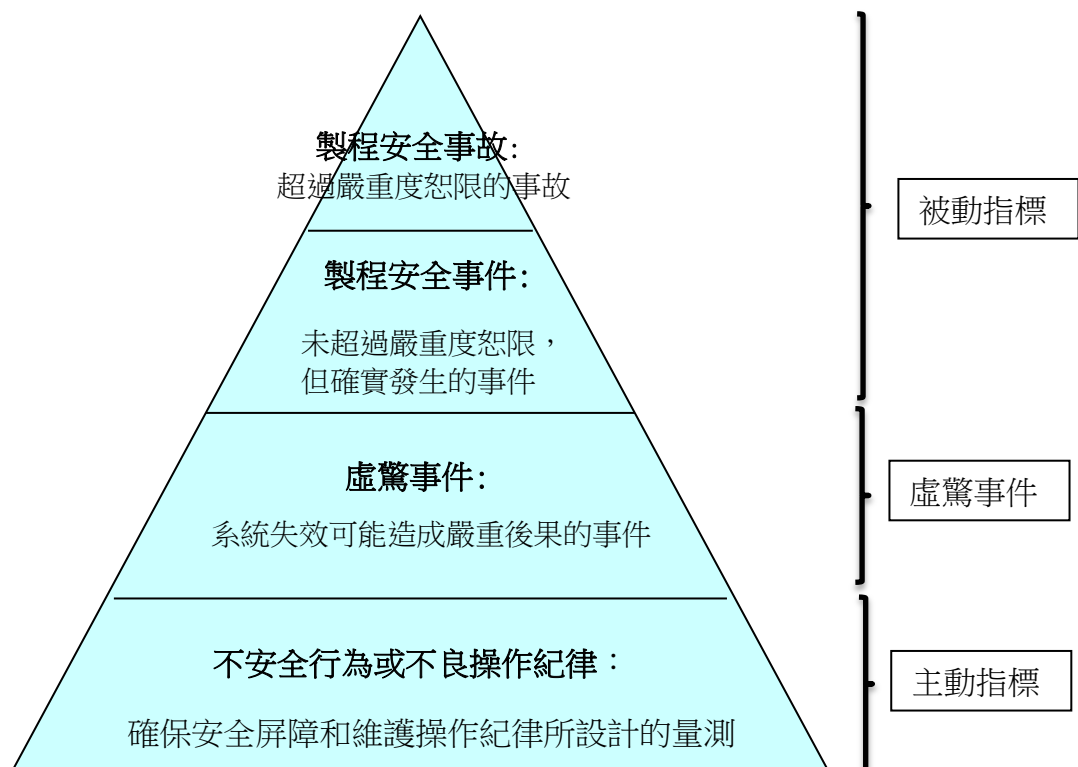 製程安全事故:
超過嚴重度恕限的事故
被動指標
製程安全事件:
未超過嚴重度恕限，
但確實發生的事件
虛驚事件:
虛驚事件
系統失效可能造成嚴重後果的事件
不安全行為或不良操作紀律：
主動指標
確保安全屏障和維護操作紀律所設計的量測